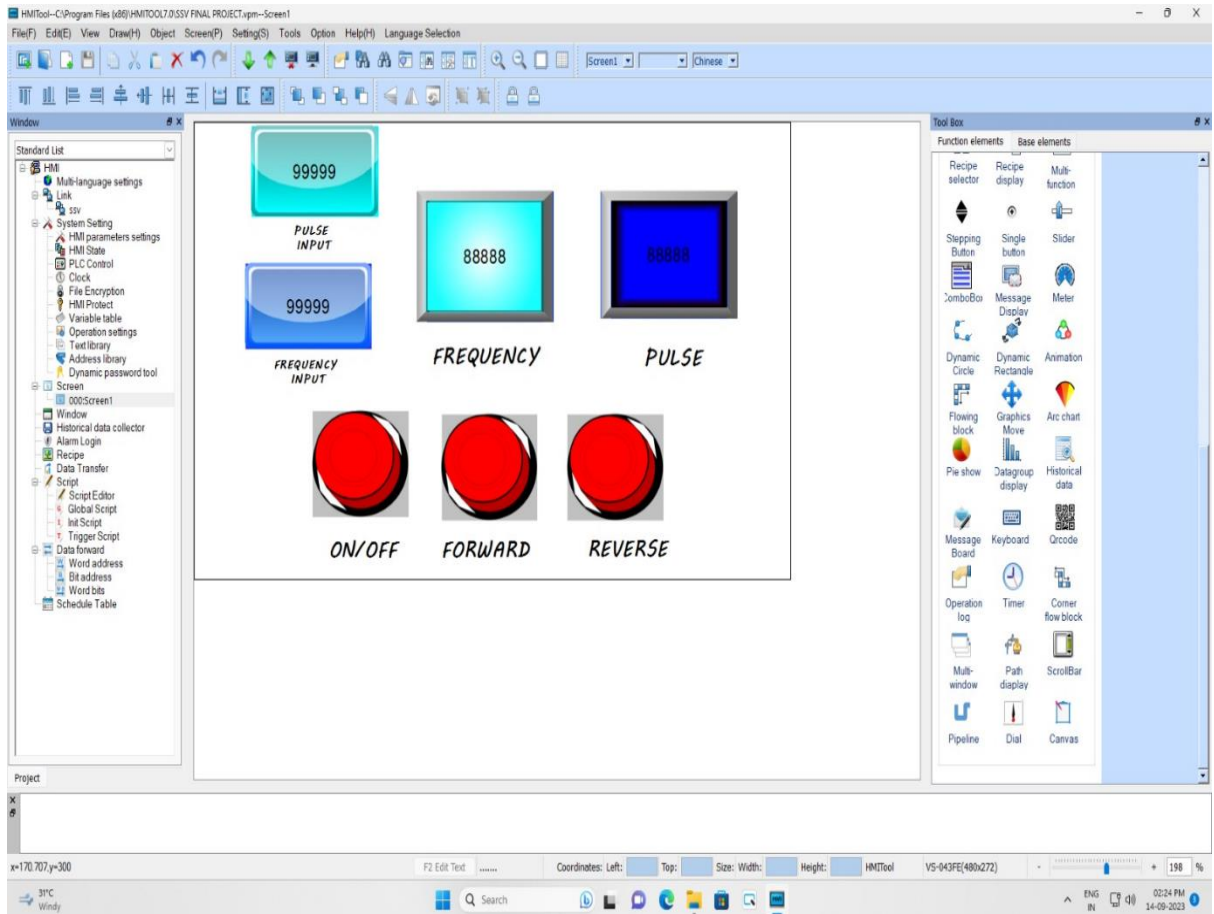 HMITool--C:\Program Files (x86)\HMITOOL7.0\SSV FINAL PROJECT.vpm--Screen1
File(F) Edit(E) View Draw(H) Object Screen(P) Setting(S) Tools Option Help(H) Language Selection
Screen1 Chinese
Window
Standard List
HMI
Multi-language settings
Link
ssv
System Setting
HMI parameters settings
HMI State
PLC Control
Clock
File Encryption
HMI Protect
Variable table
Operation settings
Text library
Address library
Dynamic password tool
Screen
000:Screen1
Window
Historical data collector
Alarm Login
Recipe
Data Transfer
Script
Script Editor
Global Script
Init Script
Trigger Script
Data forward
Word address
Bit address
Word bits
Schedule Table
Project
99999
PULSE
INPUT
99999
FREQUENCY
INPUT
88888
FREQUENCY
88888
PULSE
ON/OFF FORWARD REVERSE
Tool Box
Function elements Base elements
Recipe selector Recipe display Multi-function
Stepping Button Single button Slider
ComboBox Message Display Meter
Dynamic Circle Dynamic Rectangle Animation
Flowing block Graphics Move Arc chart
Pie show Datagroup display Historical data
Message Board Keyboard Qrcode
Operation log Timer Corner flow block
Multi-window Path diaplay ScrollBar
Pipeline Dial Canvas
x=170.707,y=300 F2 Edit Text ....... Coordinates: Left: Top: Size: Width: Height: HMITool VS-043FE(480x272) - + 198 %
31°C
Windy
Search
ENG
IN
02:24 PM
14-09-2023